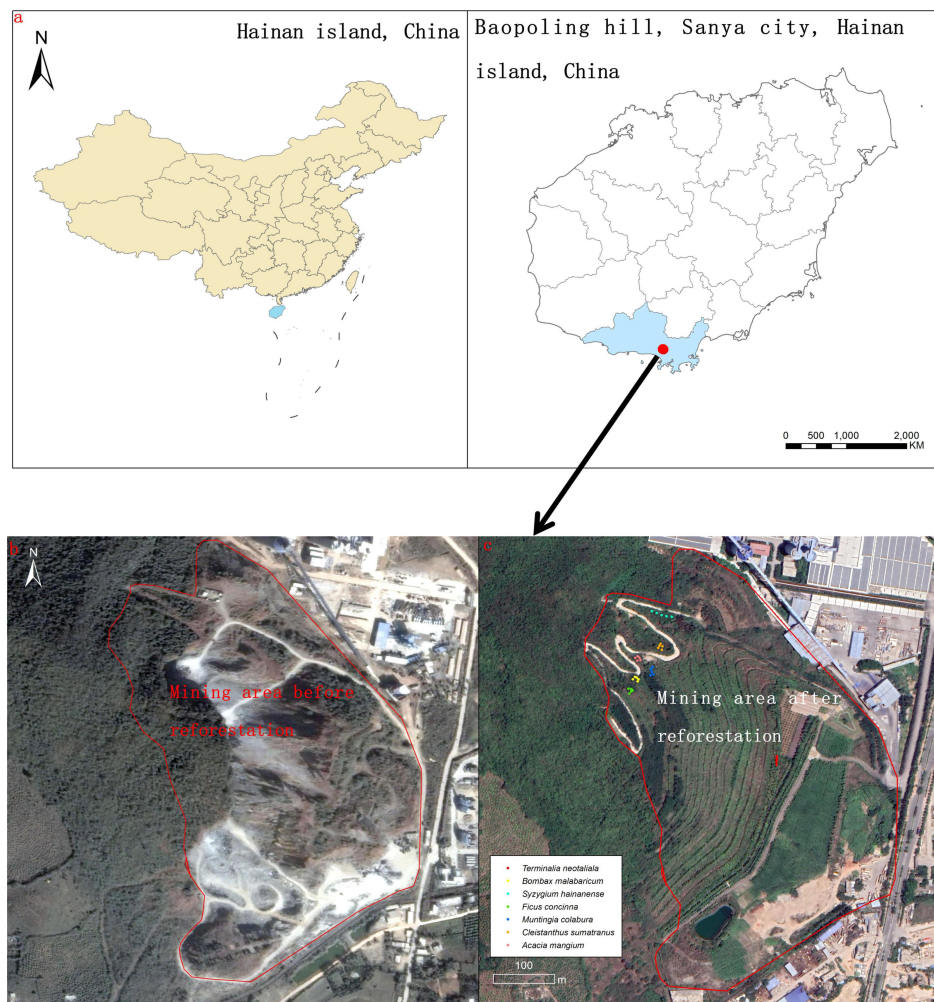 a
N
Hainan island, China
Baopoling hill, Sanya city, Hainan
island, China
0 500 1,000 2,000
KM
b
N
Mining area before
reforestation
c
Mining area after
reforestation
Terminalia neotaliala
Bombax malabaricum
Syzygium hainanense
Ficus concinna
Muntingia colabura
Cleistanthus sumatranus
Acacia mangium
100
m